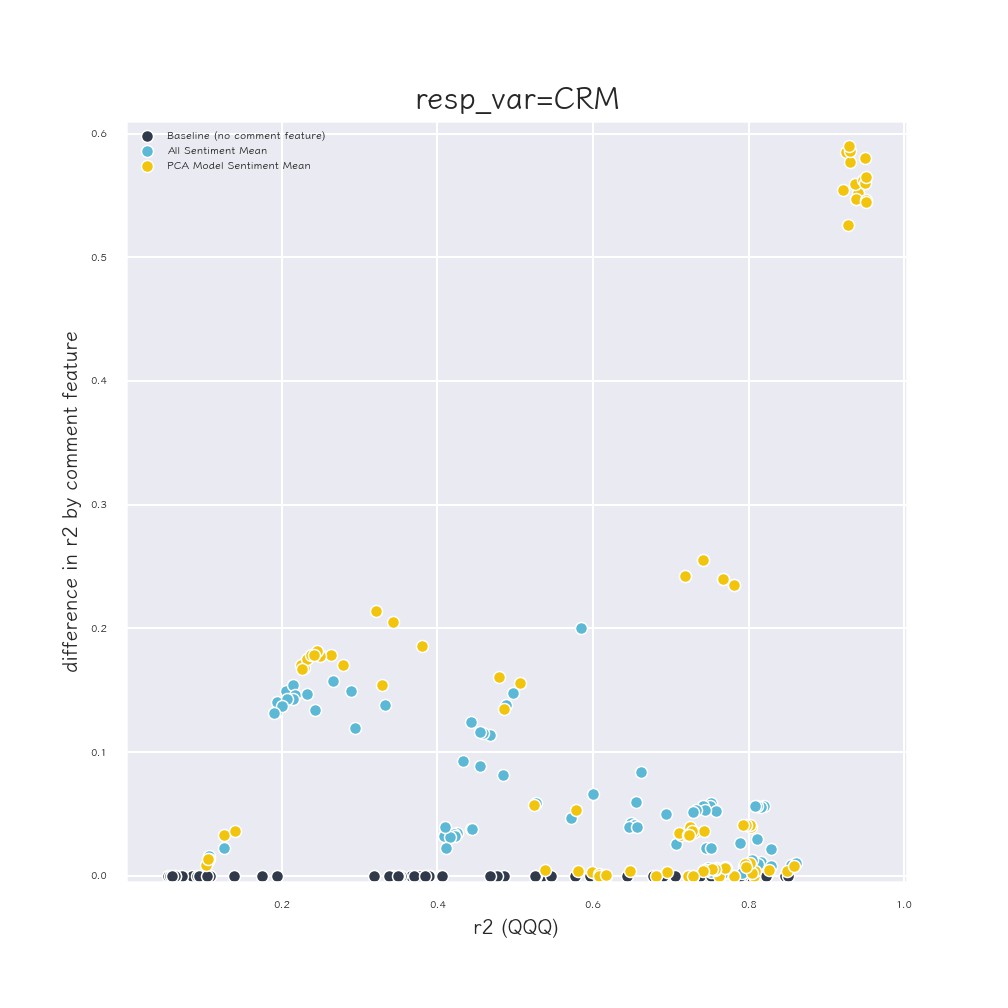 resp_var=CRM
Baseline (no comment feature)
All Sentiment Mean
PCA Model Sentiment Mean
difference in r2 by comment feature
0.6
0.5
0.4
0.3
0.2
0.1
0.0
0.2
0.4
0.6
0.8
1.0
r2 (QQQ)